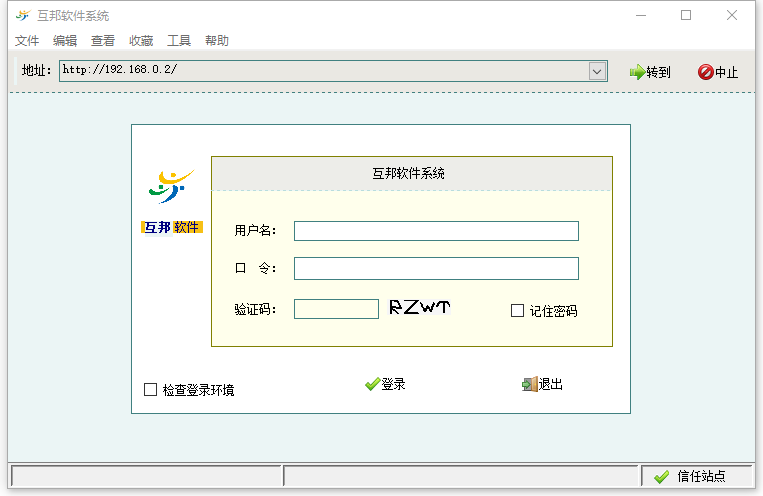 互邦软件系统
文件 编辑 查看 收藏 工具 帮助
地址： http://192.168.0.2/ 转到 中止
互邦软件系统
互邦 软件
用户名：
口 令：
验证码： RZWT 记住密码
检查登录环境 登录 退出
信任站点